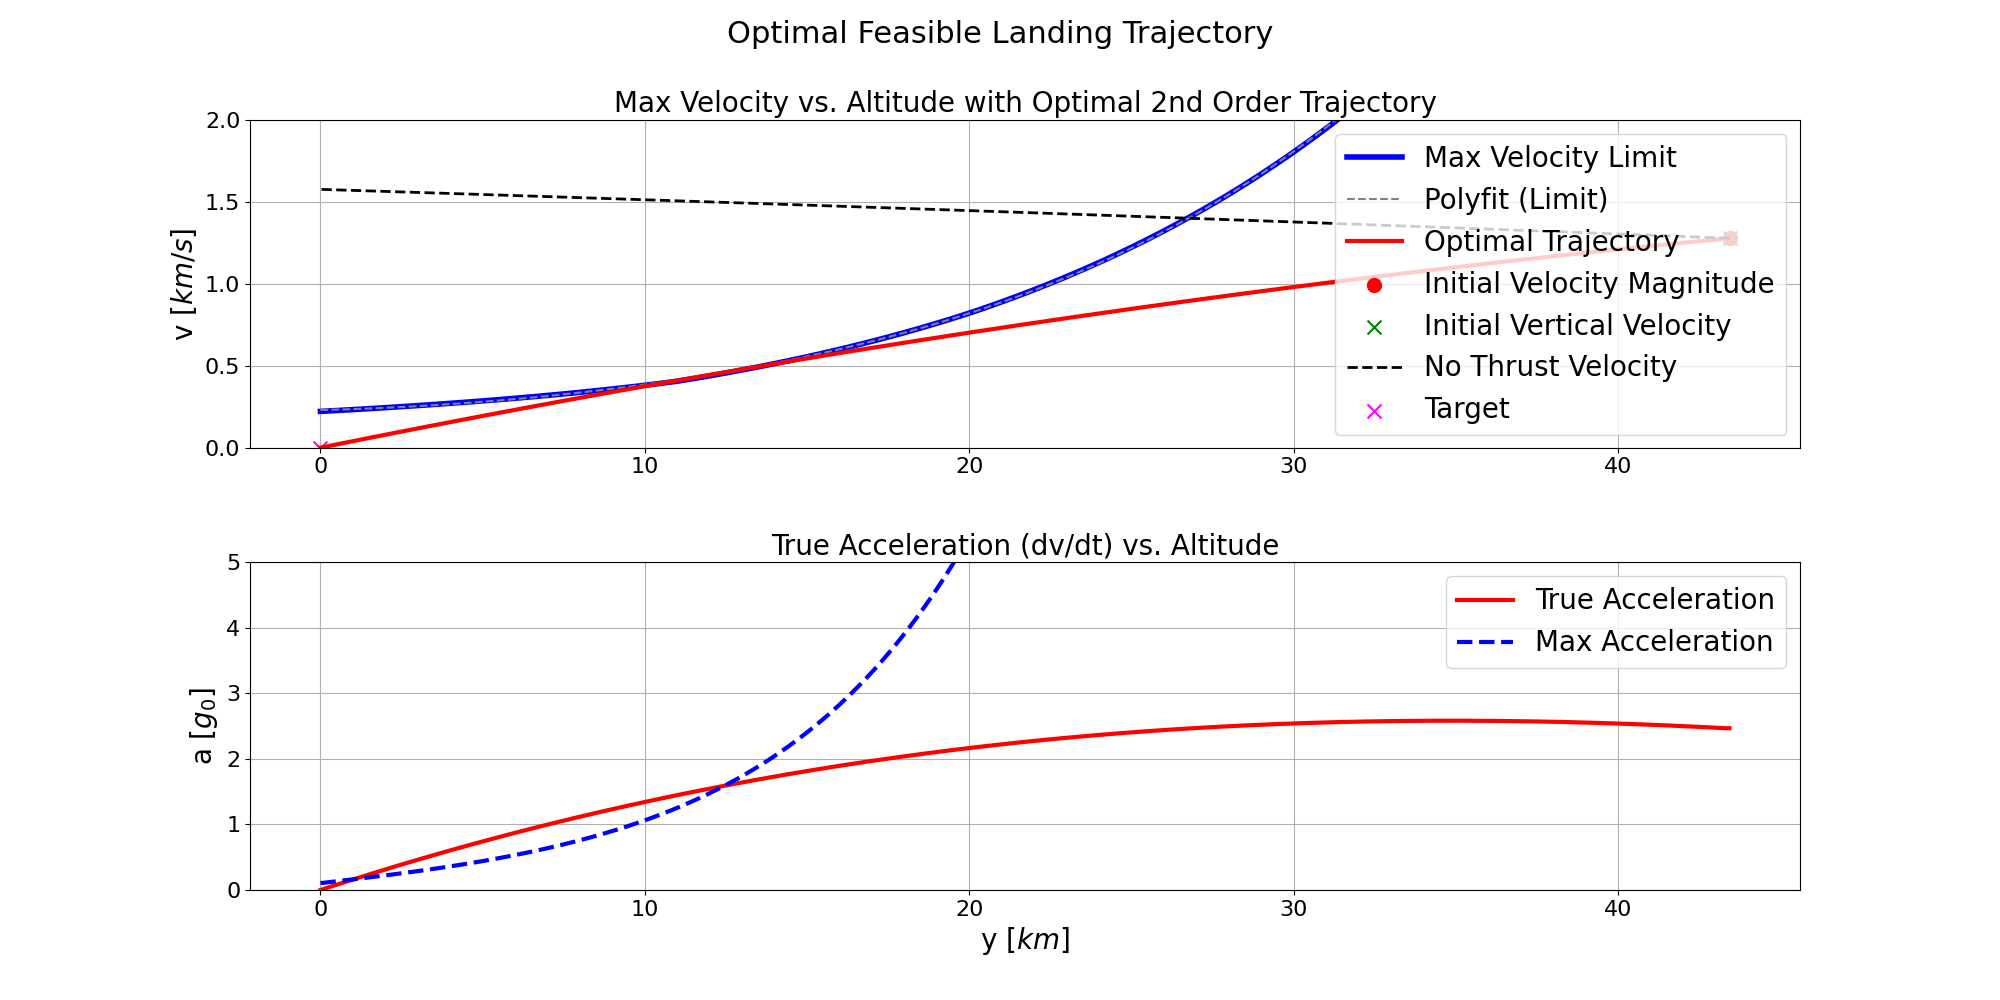 Optimal Feasible Landing Trajectory
Max Velocity vs. Altitude with Optimal 2nd Order Trajectory
2.0
1.5
1.0
0.5
0.0
v [km/s]
0 10 20 30 40
Max Velocity Limit
Polyfit (Limit)
Optimal Trajectory
Initial Velocity Magnitude
Initial Vertical Velocity
No Thrust Velocity
Target
True Acceleration (dv/dt) vs. Altitude
5
4
3
2
1
0
a [g0]
0 10 20 30 40
y [km]
True Acceleration
Max Acceleration